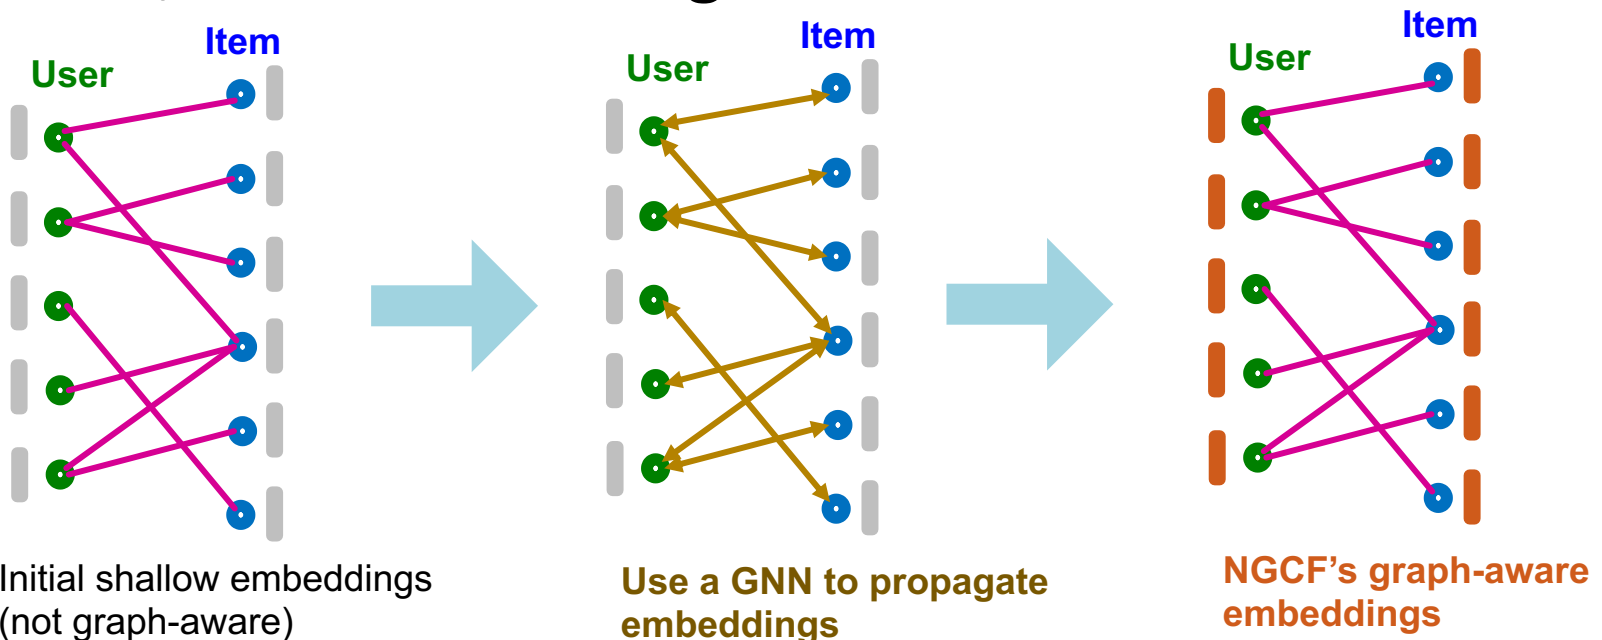 User
Item
User
Item
User
Item
Initial shallow embeddings
(not graph-aware)
Use a GNN to propagate
embeddings
NGCF's graph-aware
embeddings